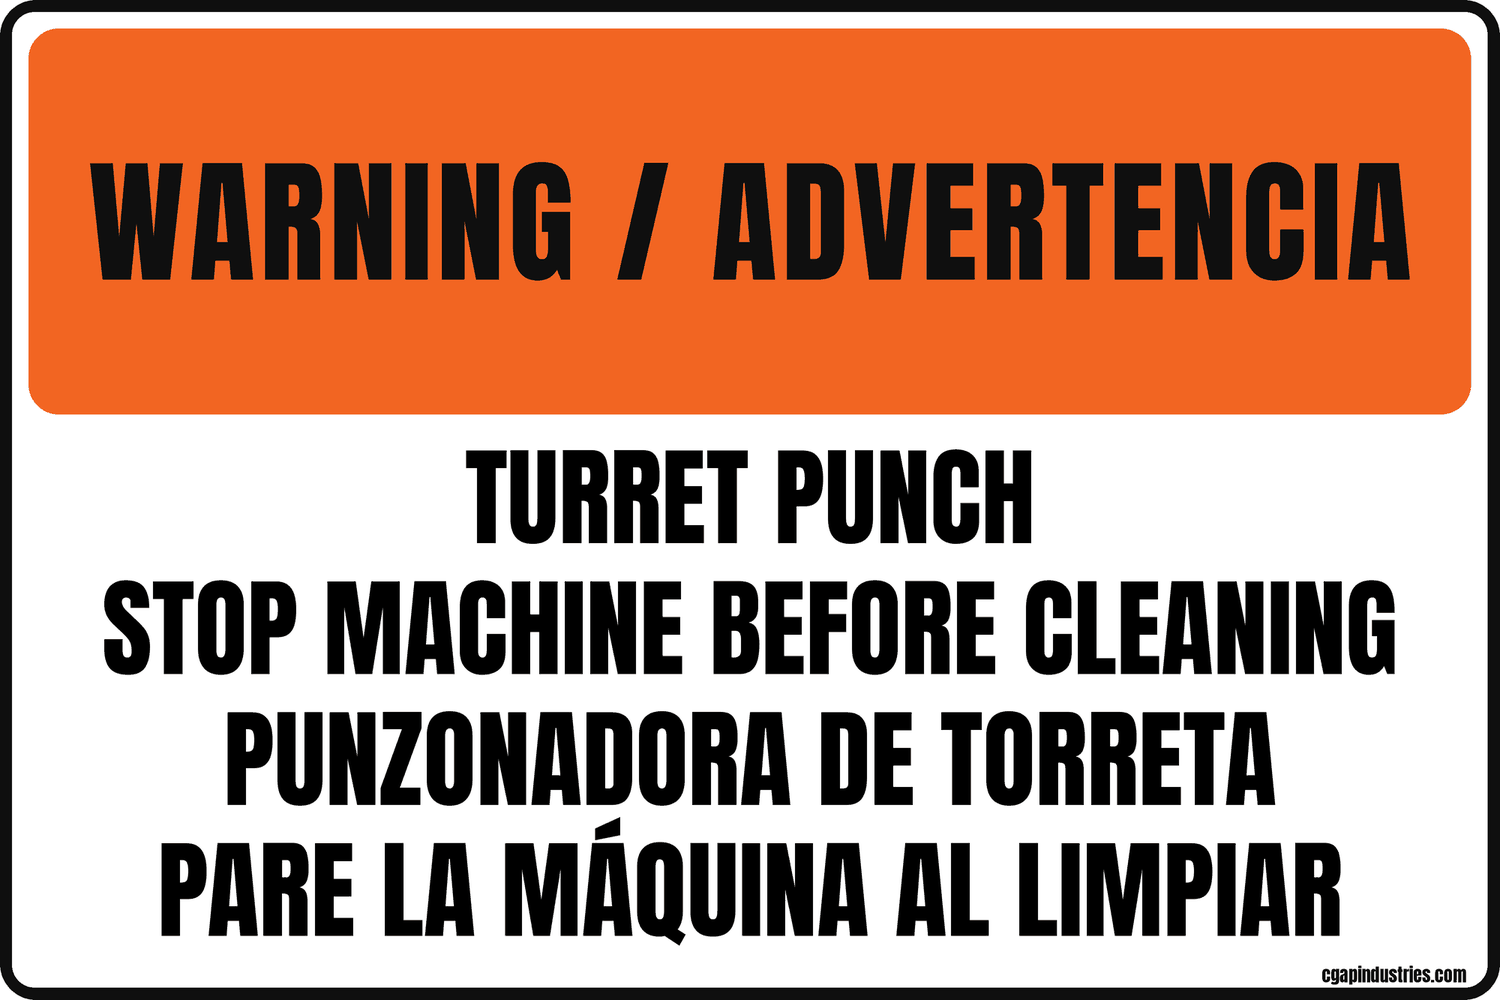 WARNING / ADVERTENCIA
TURRET PUNCH
STOP MACHINE BEFORE CLEANING
PUNZONADORA DE TORRETA
PARE LA MÁQUINA AL LIMPIAR
cgapindustries.com